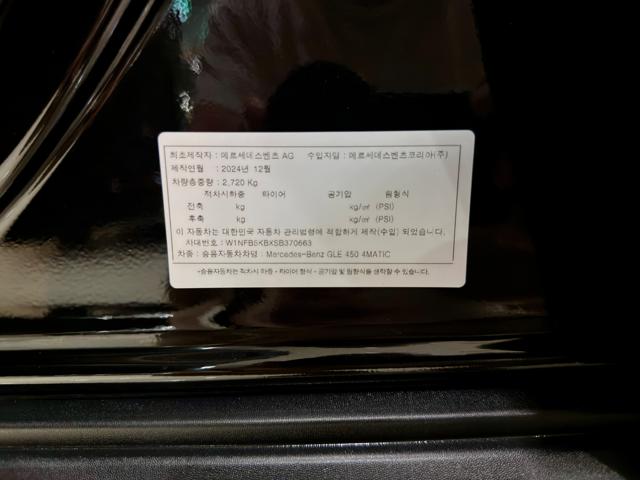 최초제작자 : 메르세데스벤츠 AG 수입자명 : 메르세데스벤츠코리아(주)
제작연월 : 2024년 12월
차량총중량 : 2,720 Kg
적차시하중 타이어 공기압 림형식
전축 kg kg/㎠ (PSI)
후축 kg kg/㎠ (PSI)
이 자동차는 대한민국 자동차 관리법령에 적합하게 제작(수입) 되었음
차대번호 : W1NFB5KBXSB370663
차종 : 승용자동차차명 : Mercedes-Benz GLE 450 4MATIC
*승용자동차는 적차시 하중 • 타이어 형식 • 공기압 및 림형식을 생략할 수 있습니다.